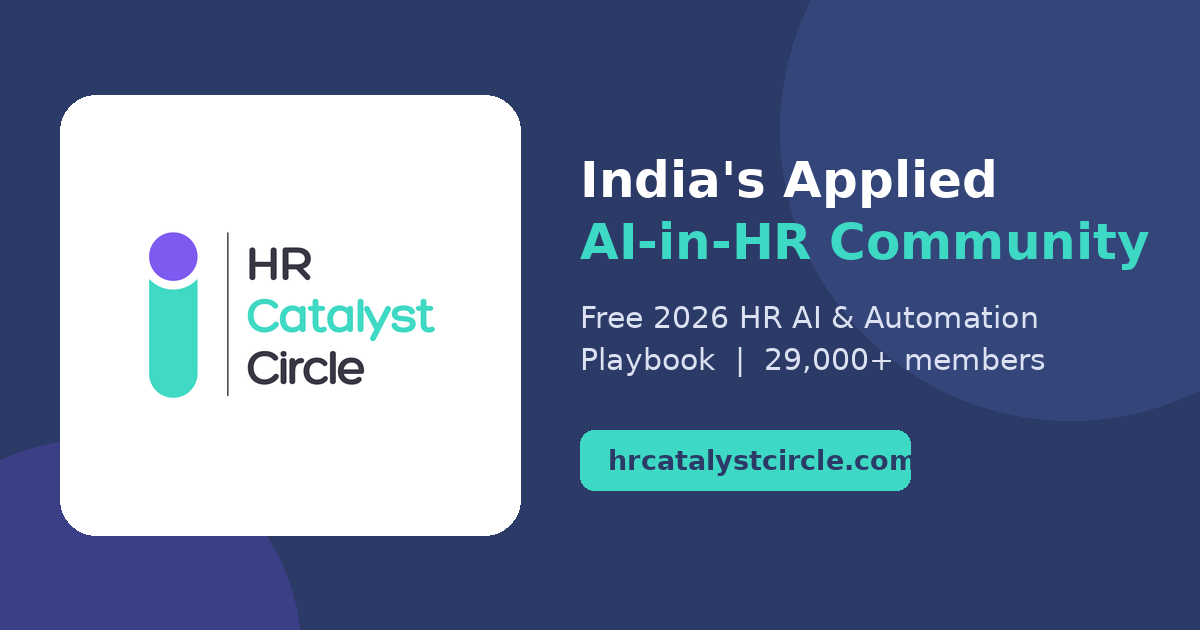 HR
Catalyst
Circle
India's Applied
AI-in-HR Community
Free 2026 HR AI & Automation
Playbook | 29,000+ members
hrcatalystcircle.com